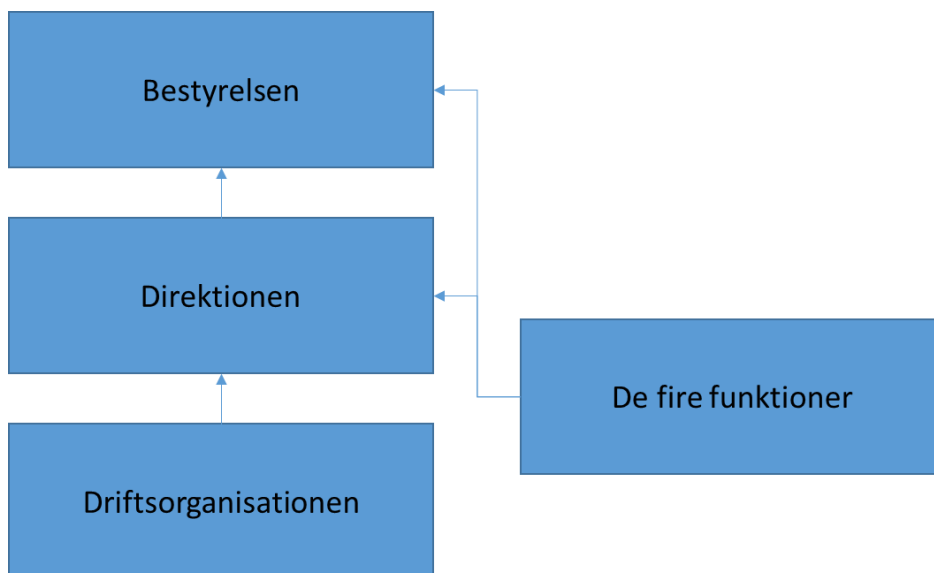 Bestyrelsen
Direktionen
De fire funktioner
Driftsorganisationen